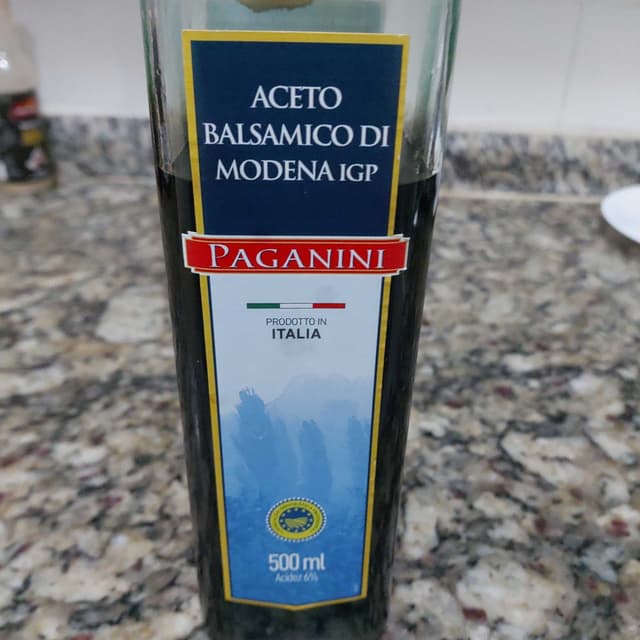 ACETO
BALSAMICO DI
MODENA IGP
PAGANINI
PRODOTTO IN
ITALIA
500 ml
Acidez 6%